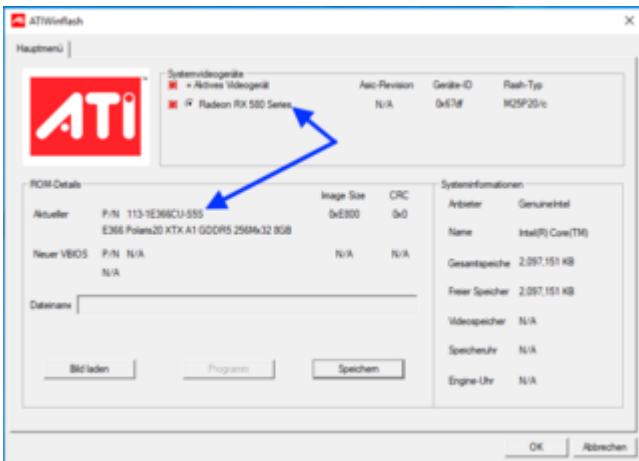 ATIWinflash
Hauptmenü
ATI
Systemvideogeräte
= Aktives Videogerät Asic-Revision Geräte-ID Flash-Typ
Radeon RX 580 Series N/A 0x67df M25P20/c
ROM-Details
Image Size CRC
Aktueller P/N 113-1E366CU-S5S 0xE800 0x0
E366 Polaris20 XTX A1 GDDR5 256Mx32 8GB
Neuer VBIOS P/N N/A N/A N/A
N/A
Dateiname
Bild laden Programm Speichern
Systeminformationen
Anbieter GenuineIntel
Name Intel(R) Core(TM)
Gesamtspeiche 2,097,151 KB
Freier Speicher 2,097,151 KB
Videospeicher N/A
Speicheruhr N/A
Engine-Uhr N/A
OK Abbrechen